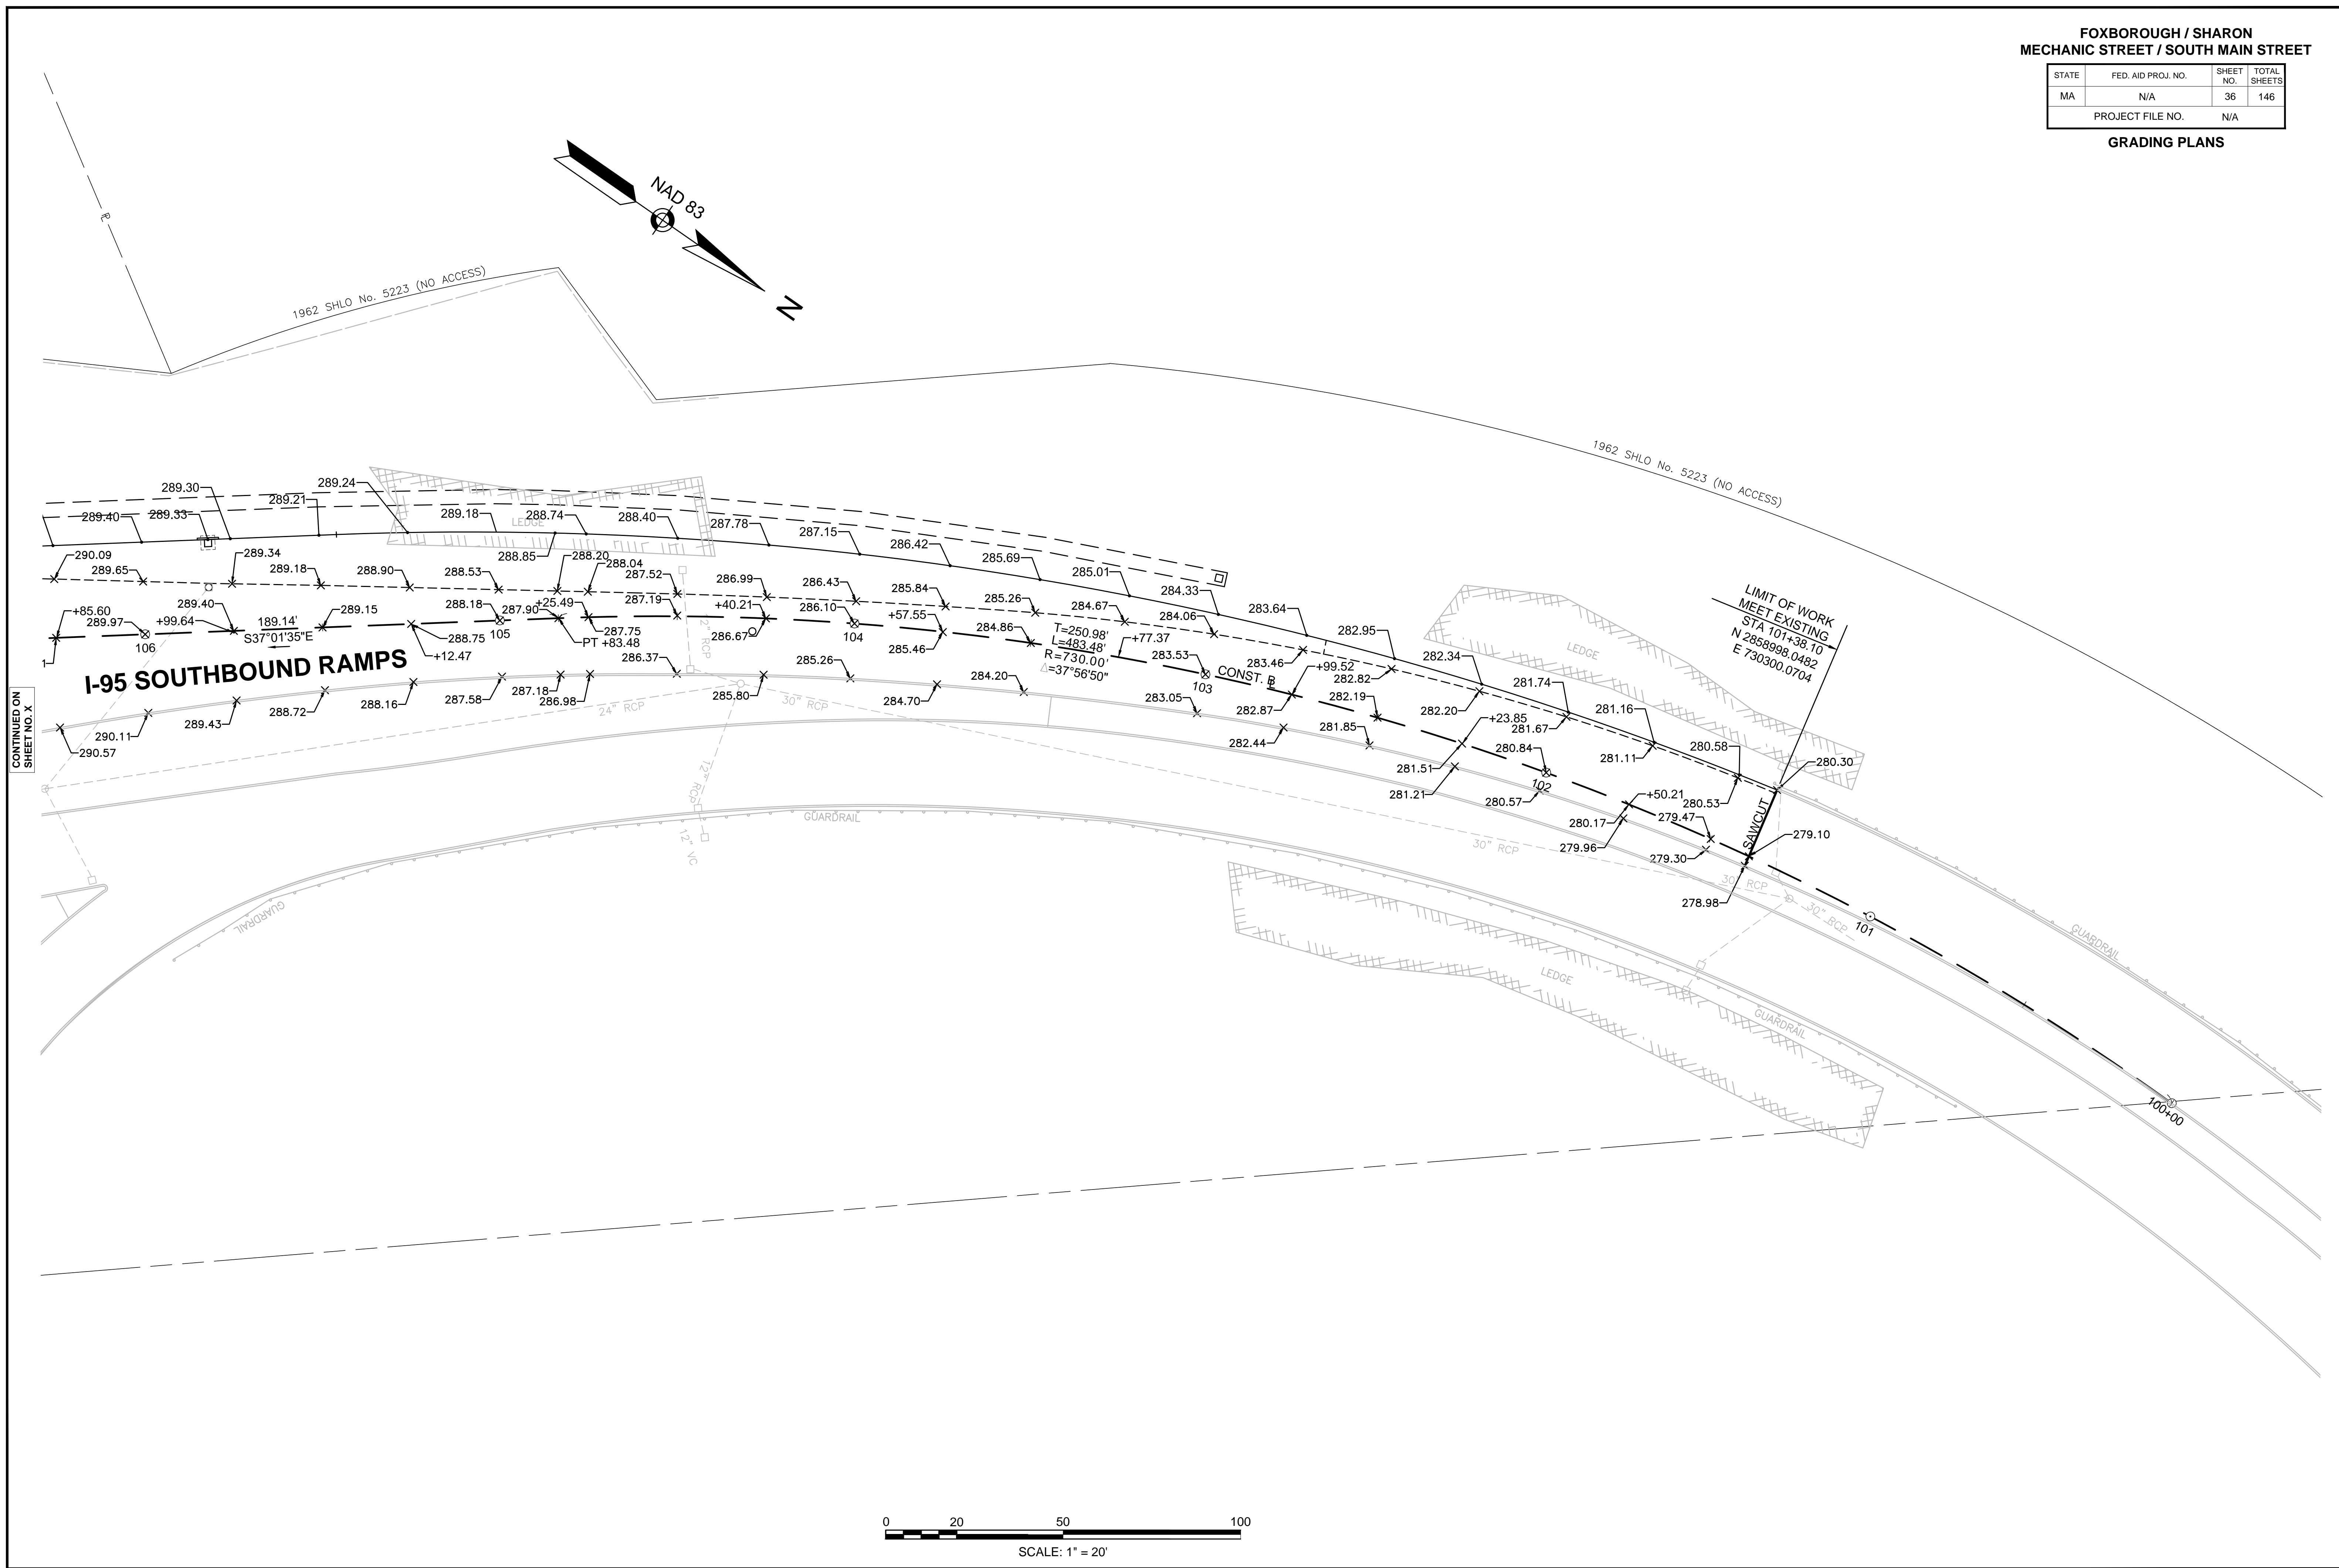 FOXBOROUGH / SHARON
MECHANIC STREET / SOUTH MAIN STREET
STATE
FED. AID PROJ. NO.
SHEET NO.
TOTAL SHEETS
MA
N/A
36
146
PROJECT FILE NO.
N/A
GRADING PLANS
NAD 83
N
1962 SHLO No. 5223 (NO ACCESS)
1962 SHLO No. 5223 (NO ACCESS)
LIMIT OF WORK
MEET EXISTING
STA 101+38.10
N 2858998.0482
E 730300.0704
289.40
289.33
289.30
289.21
289.24
289.18
288.85
288.74
288.40
287.78
287.15
286.42
285.69
285.01
284.33
283.64
282.95
282.34
281.74
281.16
280.58
280.30
LEDGE
290.09
289.65
289.34
289.18
288.90
288.53
288.20
288.04
287.52
286.99
286.43
285.84
285.26
284.67
284.06
283.46
282.82
282.20
281.67
281.11
280.53
LEDGE
+85.60
289.97
106
+99.64
289.40
189.14'
S37°01'35"E
289.15
288.75
+12.47
288.18
105
287.90
+25.49
287.75
PT +83.48
287.19
+40.21
286.67
286.10
104
+57.55
285.46
284.86
T=250.98'
L=483.48'
R=730.00'
△=37°56'50"
+77.37
283.53
103
CONST. B
+99.52
282.87
282.19
+23.85
281.51
280.84
102
+50.21
280.17
279.47
SAWCUT
279.10
101
100+00
1
I-95 SOUTHBOUND RAMPS
CONTINUED ON
SHEET NO. X
290.57
290.11
289.43
288.72
288.16
287.58
287.18
286.98
286.37
285.80
285.26
284.70
284.20
283.05
282.44
281.85
281.21
280.57
279.96
279.30
278.98
12" RCP
24" RCP
30" RCP
12" RCP
12" VC
30" RCP
30" RCP
30" RCP
GUARDRAIL
GUARDRAIL
GUARDRAIL
GUARDRAIL
LEDGE
0 20 50 100
SCALE: 1" = 20'